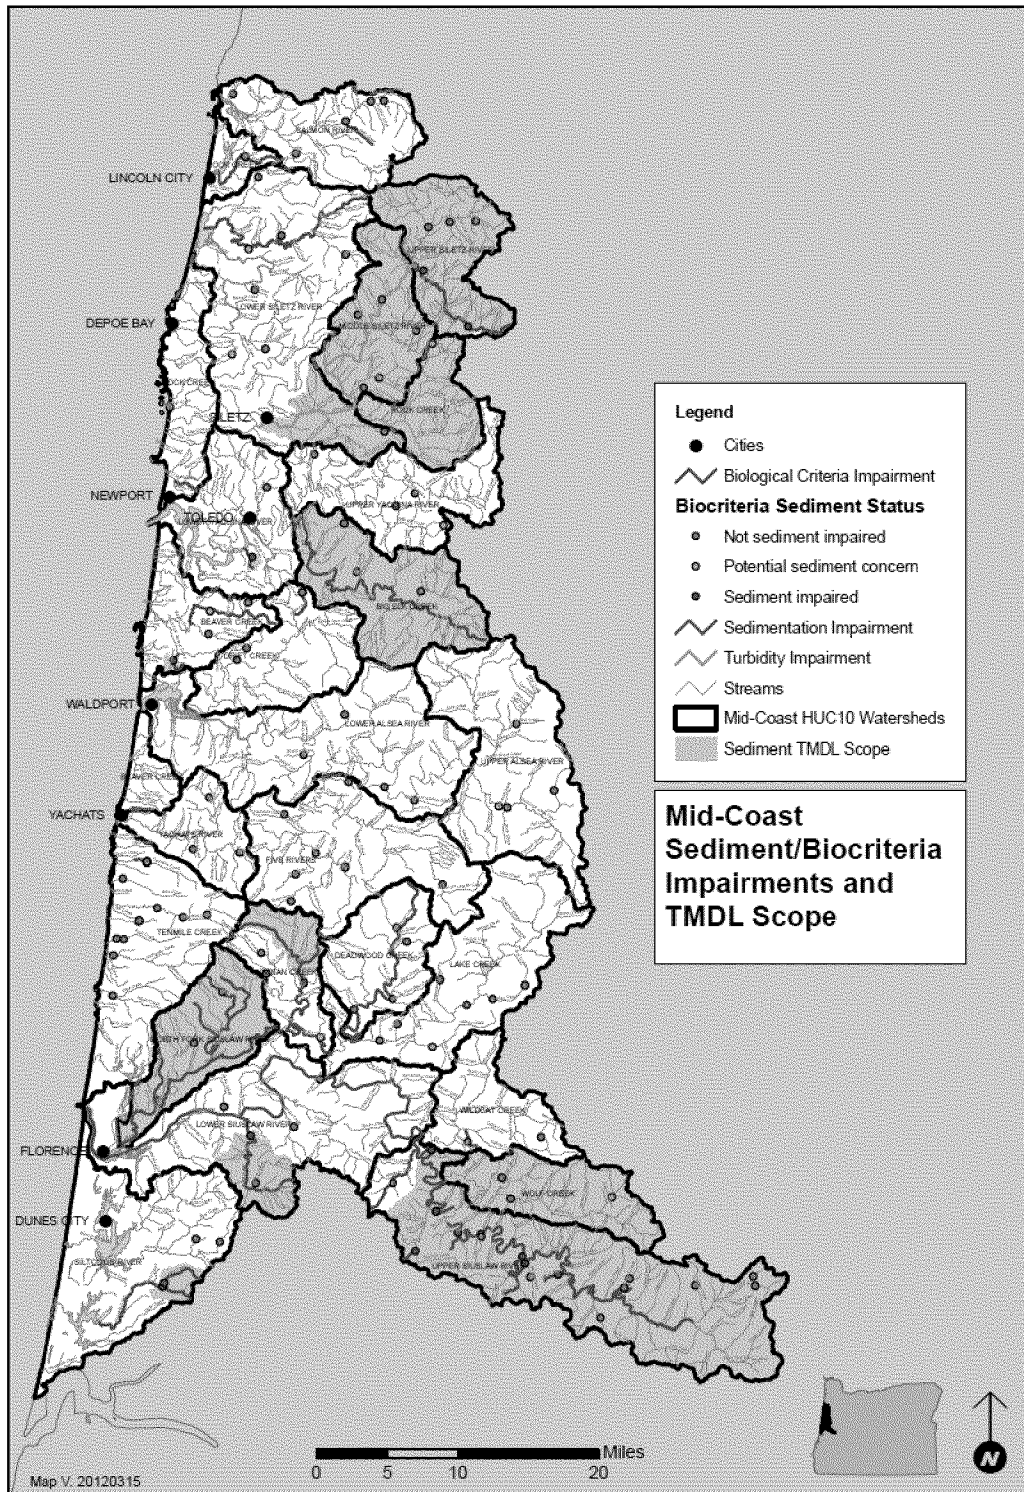 SALMON RIVER
LINCOLN CITY
UPPER SILETZ RIVER
LOWER SILETZ RIVER
DEPOE BAY
MIDDLE SILETZ RIVER
ROCK CREEK
NEWPORT
UPPER YAQUINA RIVER
TOLEDO
BIG ELK CREEK
BEAVER CREEK
WALDPORT
LOWER ALSEA RIVER
UPPER ALSEA RIVER
YACHATS
YACHATS RIVER
FIVE RIVERS
TENMILE CREEK
DEADWOOD CREEK
LAKE CREEK
WILDCAT CREEK
LOWER SIUSLAW RIVER
FLORENCE
WOLF CREEK
DUNES CITY
SILTCOOS RIVER
UPPER SIUSLAW RIVER
Legend
Cities
Biological Criteria Impairment
Biocriteria Sediment Status
Not sediment impaired
Potential sediment concern
Sediment impaired
Sedimentation Impairment
Turbidity Impairment
Streams
Mid-Coast HUC10 Watersheds
Sediment TMDL Scope
Mid-Coast
Sediment/Biocriteria
Impairments and
TMDL Scope
Miles
0 5 10 20
N
Map V. 20120315